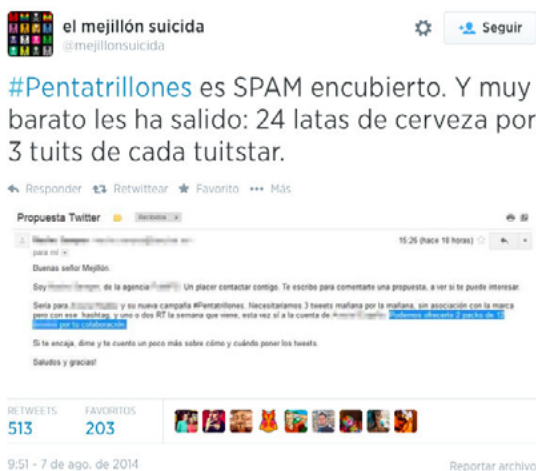 el mejillón suicida
@mejillonsuicida
Seguir
#Pentatrillones es SPAM encubierto. Y muy
barato les ha salido: 24 latas de cerveza por
3 tuits de cada tuitstar.
Responder Retwittear Favorito Más
Propuesta Twitter
15:26 (hace 18 horas)
para mí
Buenas señor Mejillón.
Soy de la agencia Un placer contactar contigo. Te escribo para comentarte una propuesta, a ver si te puede interesar.
Sería para y su nueva campaña #Pentatrillones. Necesitaríamos 3 tweets mañana por la mañana, sin asociación con la marca
pero con ese hashtag, y uno o dos RT la semana que viene, esta vez sí a la cuenta de Podemos ofrecerte 2 packs de 12
por tu colaboración.
Si te encaja, dime y te cuento un poco más sobre cómo y cuándo poner los tweets.
Saludos y gracias!
RETWEETS FAVORITOS
513 203
9:51 - 7 de ago. de 2014
Reportar archivo